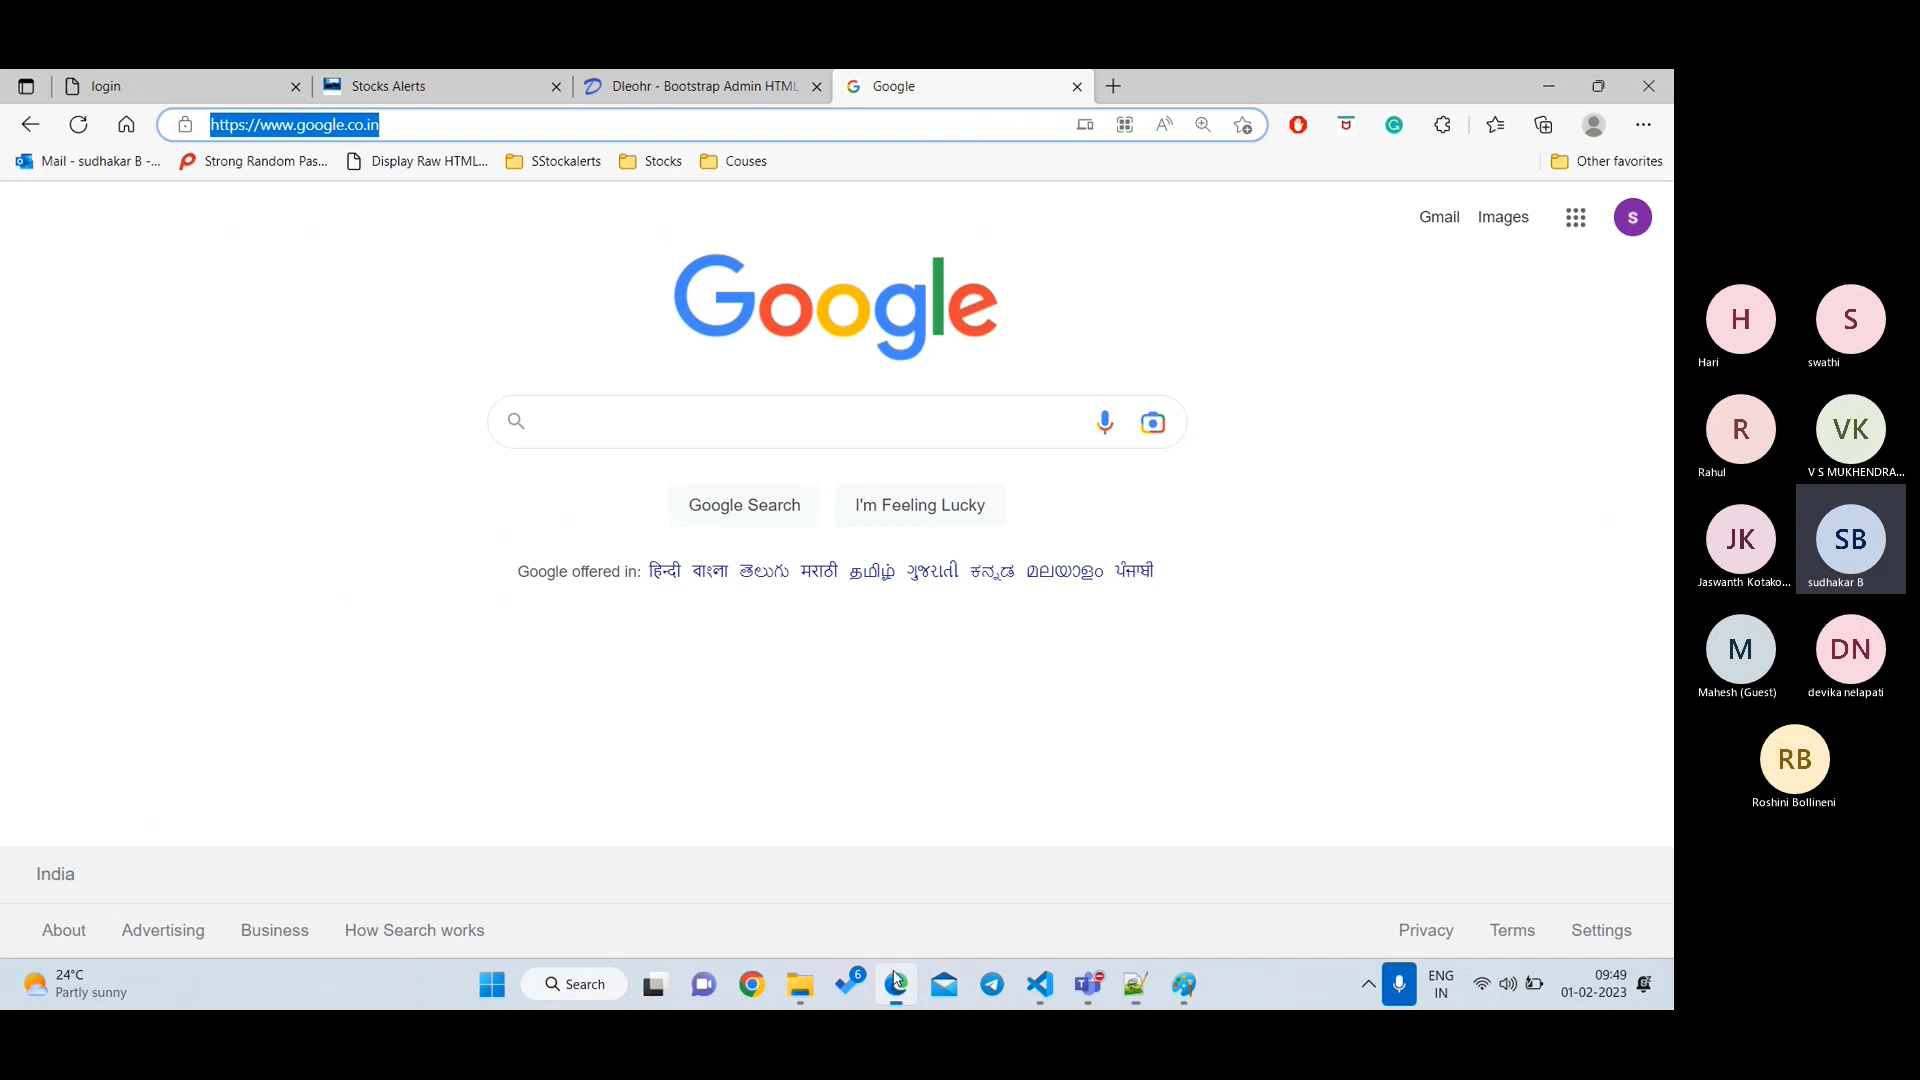 login
Stocks Alerts
Dleohr - Bootstrap Admin HTML
Google
https://www.google.co.in
Mail - sudhakar B -...
Strong Random Pas...
Display Raw HTML...
SStockalerts
Stocks
Couses
Other favorites
Gmail Images
S
Google
Google Search
I'm Feeling Lucky
Google offered in: हिन्दी বাংলা తెలుగు मराठी தமிழ் ગુજરાતી ಕನ್ನಡ മലയാളം ਪੰਜਾਬੀ
India
About Advertising Business How Search works
Privacy Terms Settings
24°C
Partly sunny
Search
6
ENG
IN
09:49
01-02-2023
H
Hari
S
swathi
R
Rahul
VK
V S MUKHENDRA...
JK
Jaswanth Kotako...
SB
sudhakar B
M
Mahesh (Guest)
DN
devika nelapati
RB
Roshini Bollineni